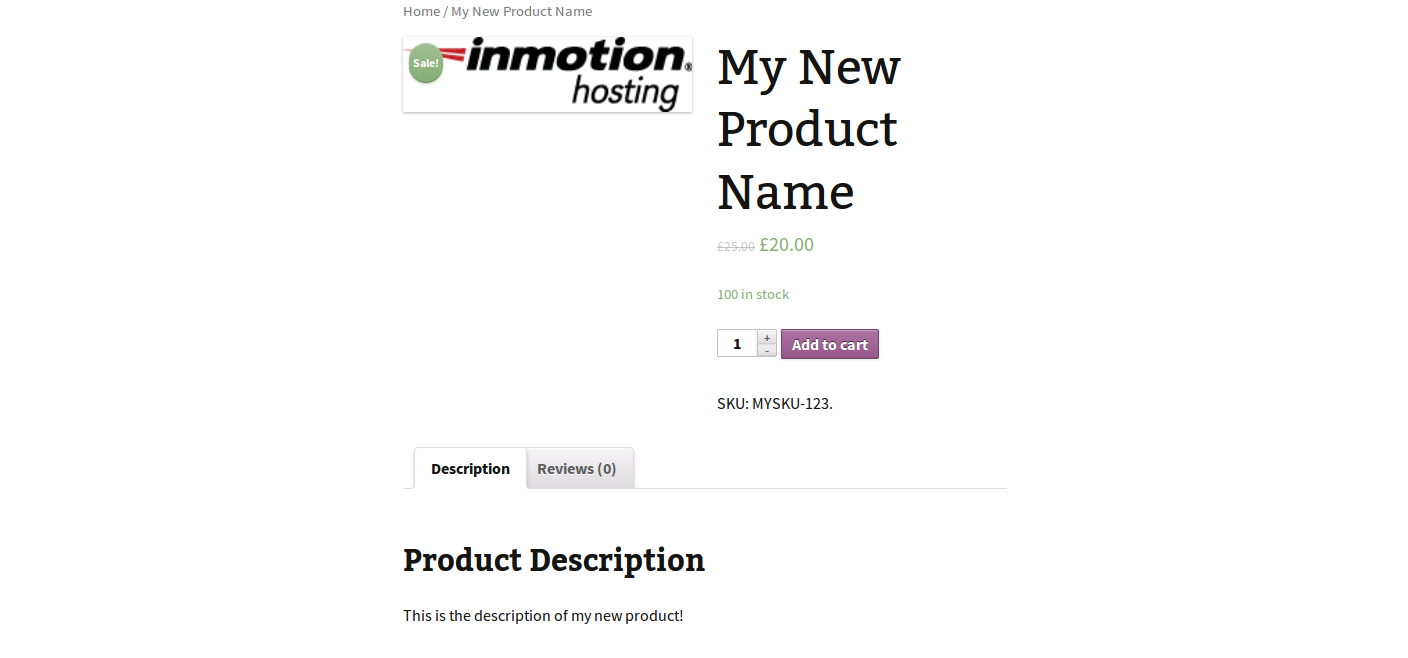 Home / My New Product Name
Sale!
inmotion®
hosting
My New
Product
Name
£25.00 £20.00
100 in stock
1 + - Add to cart
SKU: MYSKU-123.
Description Reviews (0)
Product Description
This is the description of my new product!